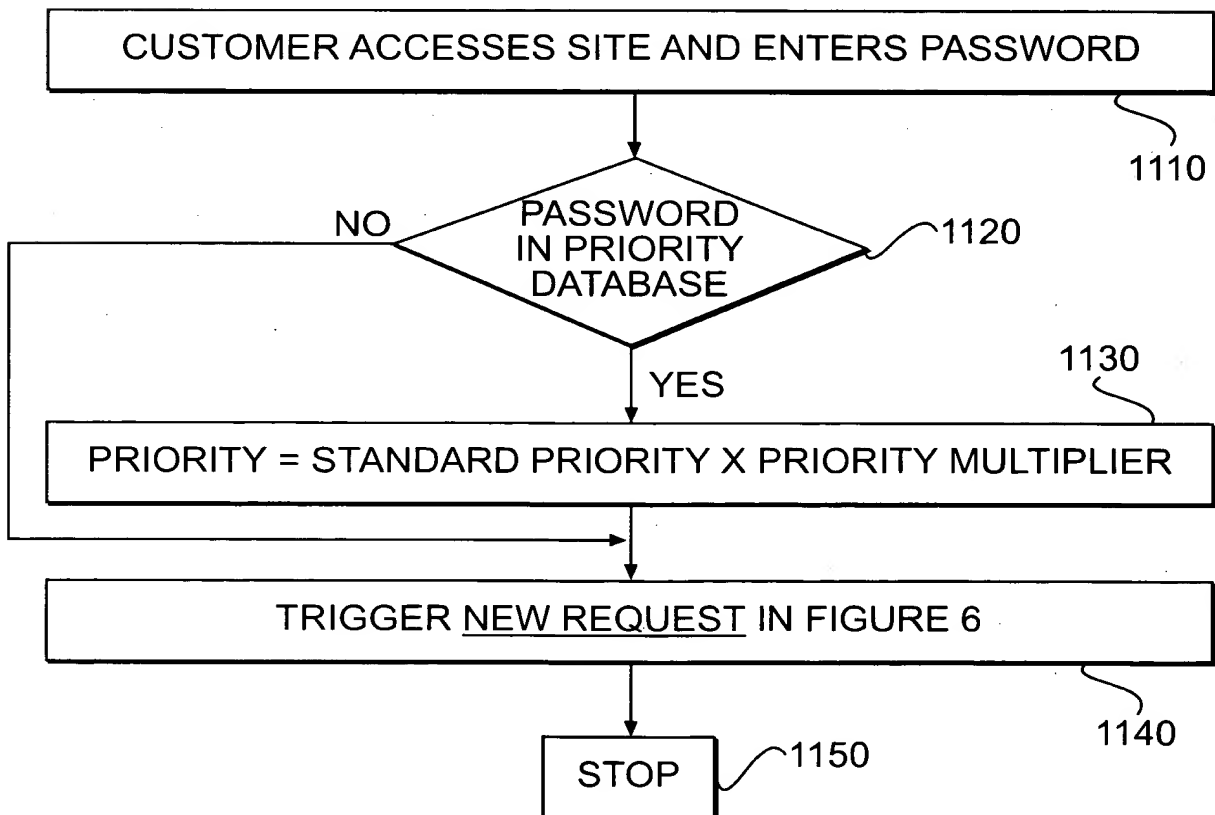 CUSTOMER ACCESSES SITE AND ENTERS PASSWORD
1110
NO
PASSWORD
IN PRIORITY
DATABASE
1120
YES
1130
PRIORITY = STANDARD PRIORITY X PRIORITY MULTIPLIER
TRIGGER NEW REQUEST IN FIGURE 6
1140
STOP
1150